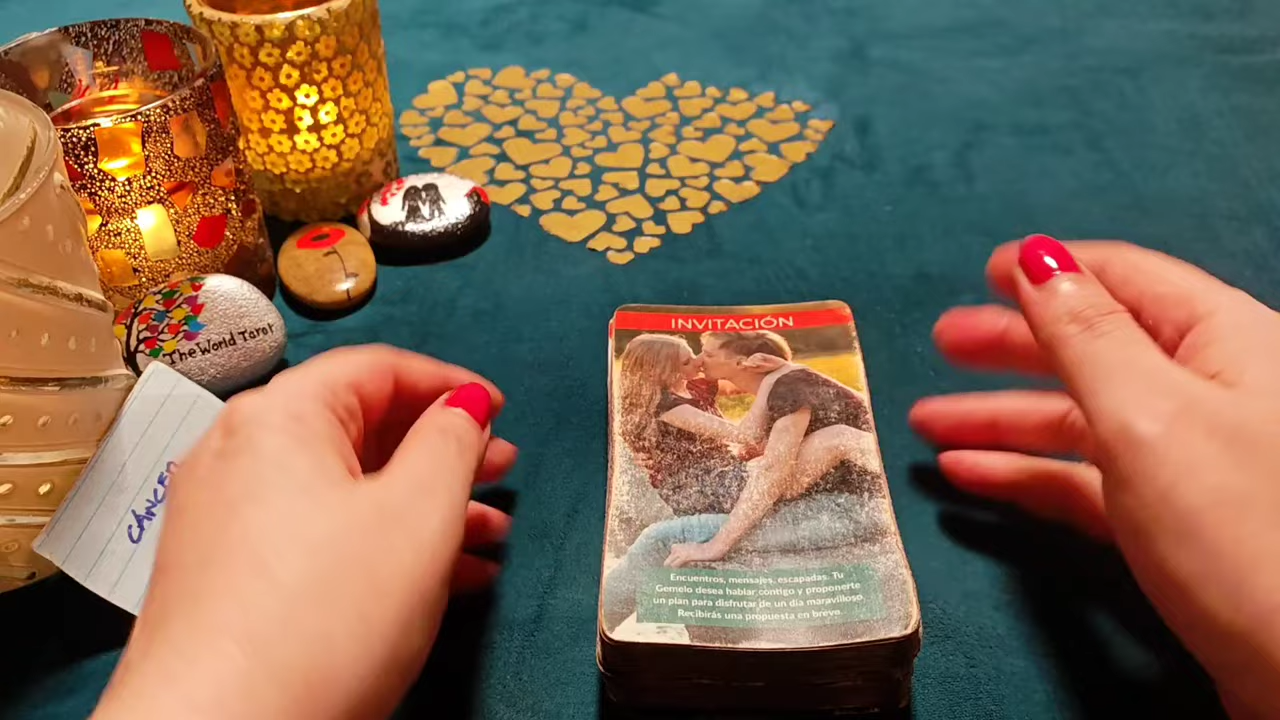 INVITACIÓN
The World Tarot
CÁNCER
Encuentros, mensajes, escapadas. Tu
Gemelo desea hablar contigo y proponerte
un plan para disfrutar de un día maravilloso.
Recibirás una propuesta en breve